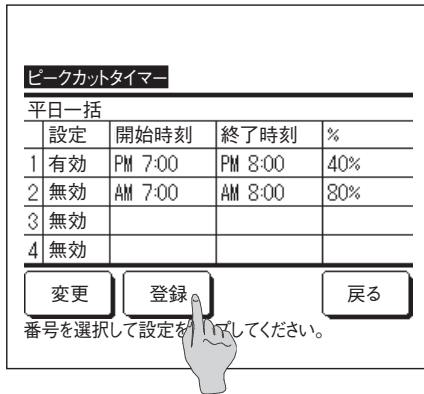 ピークカットタイマー
平日一括
設定 開始時刻 終了時刻 %
1 有効 PM 7:00 PM 8:00 40%
2 無効 AM 7:00 AM 8:00 80%
3 無効
4 無効
変更 登録 戻る
番号を選択して設定を プしてください。